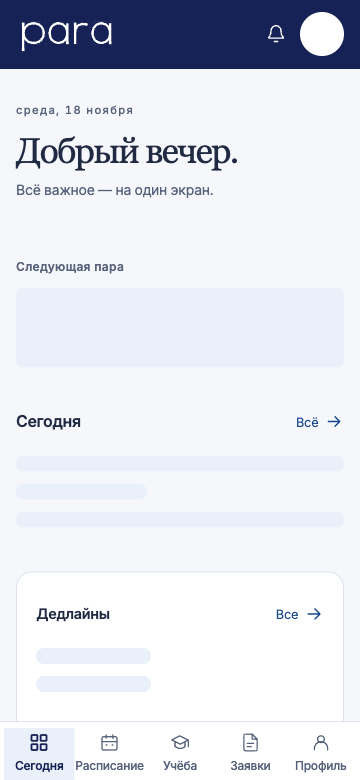 para
среда, 18 ноября
Добрый вечер.
Всё важное — на один экран.
Следующая пара
Сегодня
Всё
Дедлайны
Все
Сегодня
Расписание
Учёба
Заявки
Профиль